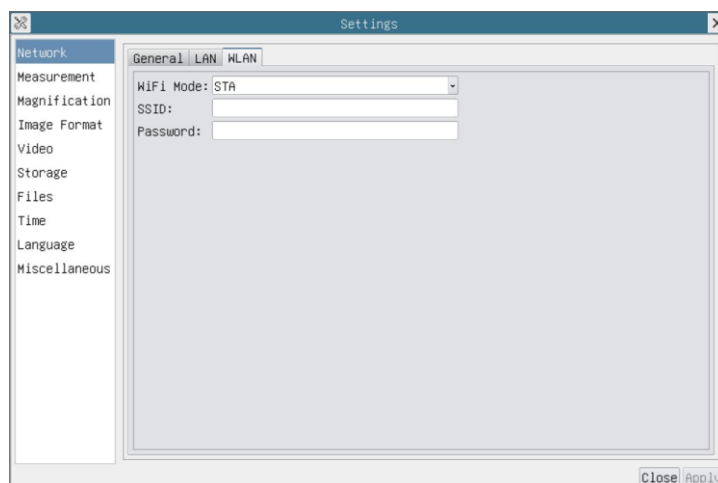 Settings
Network
Measurement
Magnification
Image Format
Video
Storage
Files
Time
Language
Miscellaneous
General LAN WLAN
WiFi Mode: STA
SSID:
Password:
Close Apply